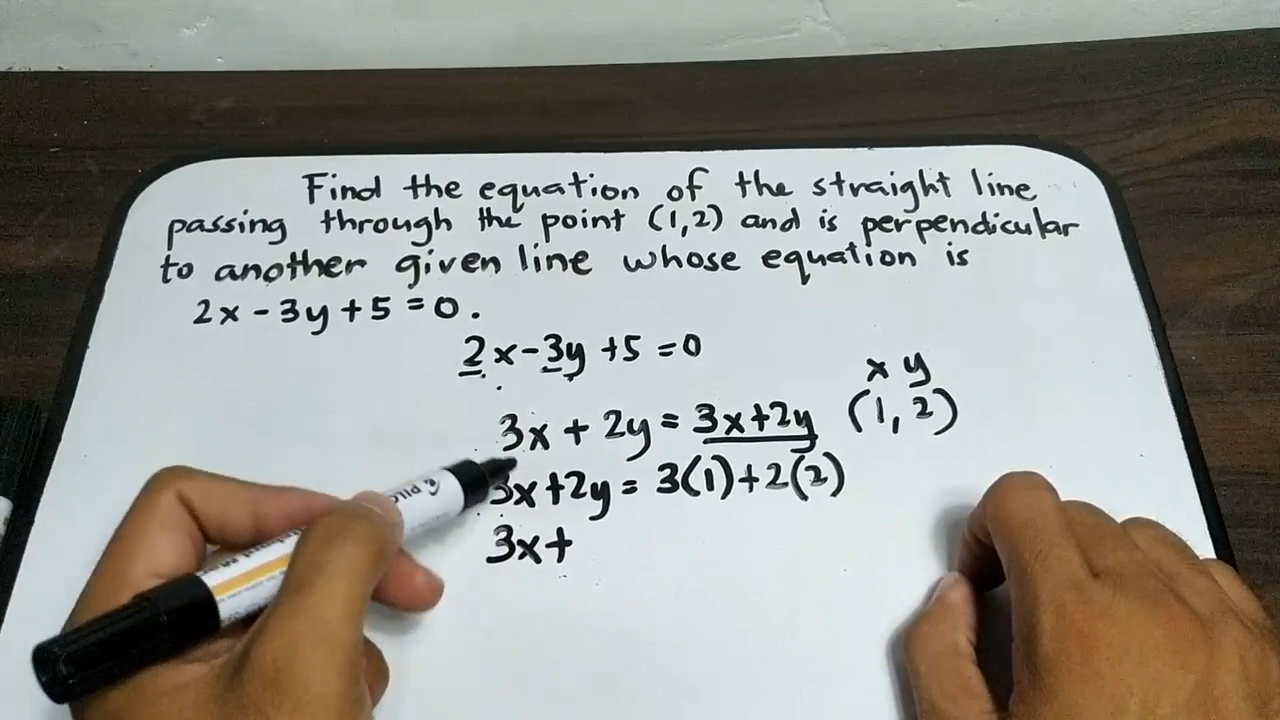 Find the equation of the straight line
passing through the point (1,2) and is perpendicular
to another given line whose equation is
2x - 3y + 5 = 0.
2x - 3y + 5 = 0
x y
3x + 2y = 3x + 2y (1, 2)
3x + 2y = 3(1) + 2(2)
3x +